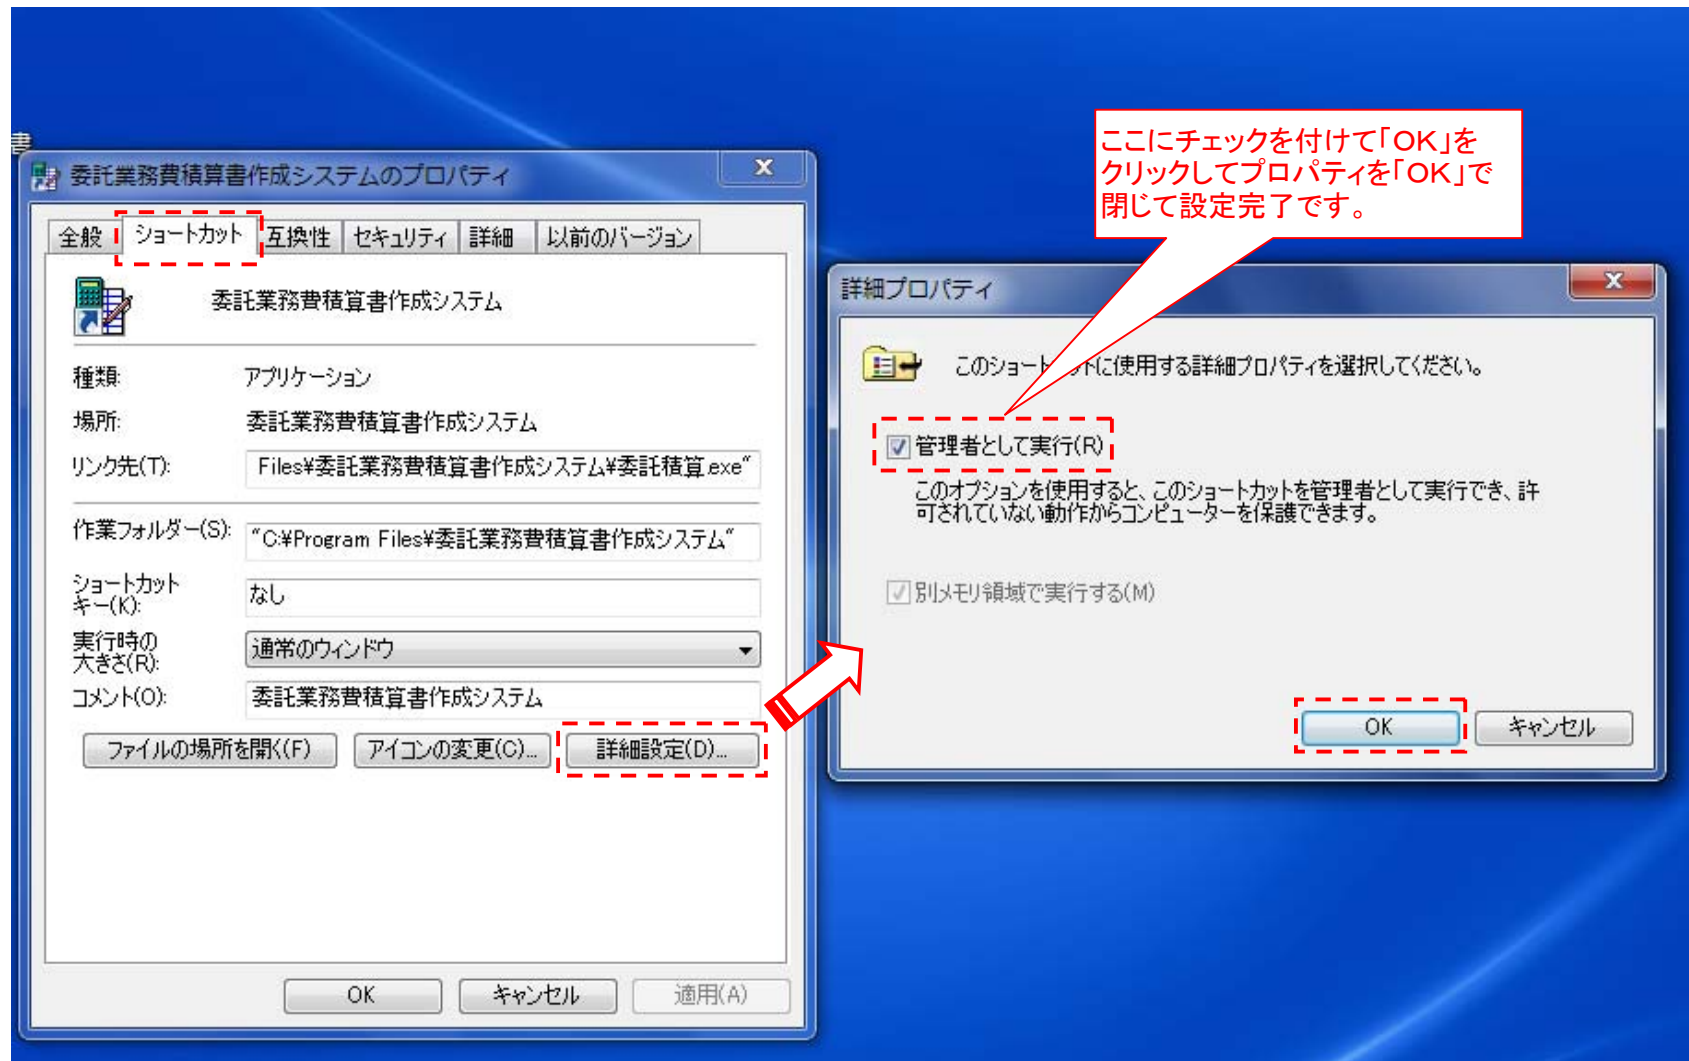 書
委託業務費積算書作成システムのプロパティ
全般 ショートカット 互換性 セキュリティ 詳細 以前のバージョン
委託業務費積算書作成システム
種類: アプリケーション
場所: 委託業務費積算書作成システム
リンク先(T): Files¥委託業務費積算書作成システム¥委託積算.exe"
作業フォルダー(S): "C:¥Program Files¥委託業務費積算書作成システム"
ショートカット
キー(K): なし
実行時の
大きさ(R): 通常のウィンドウ
コメント(O): 委託業務費積算書作成システム
ファイルの場所を開く(F) アイコンの変更(C)... 詳細設定(D)...
OK キャンセル 適用(A)
ここにチェックを付けて「OK」を
クリックしてプロパティを「OK」で
閉じて設定完了です。
詳細プロパティ
このショートカットに使用する詳細プロパティを選択してください。
管理者として実行(R)
このオプションを使用すると、このショートカットを管理者として実行でき、許
可されていない動作からコンピューターを保護できます。
別メモリ領域で実行する(M)
OK キャンセル